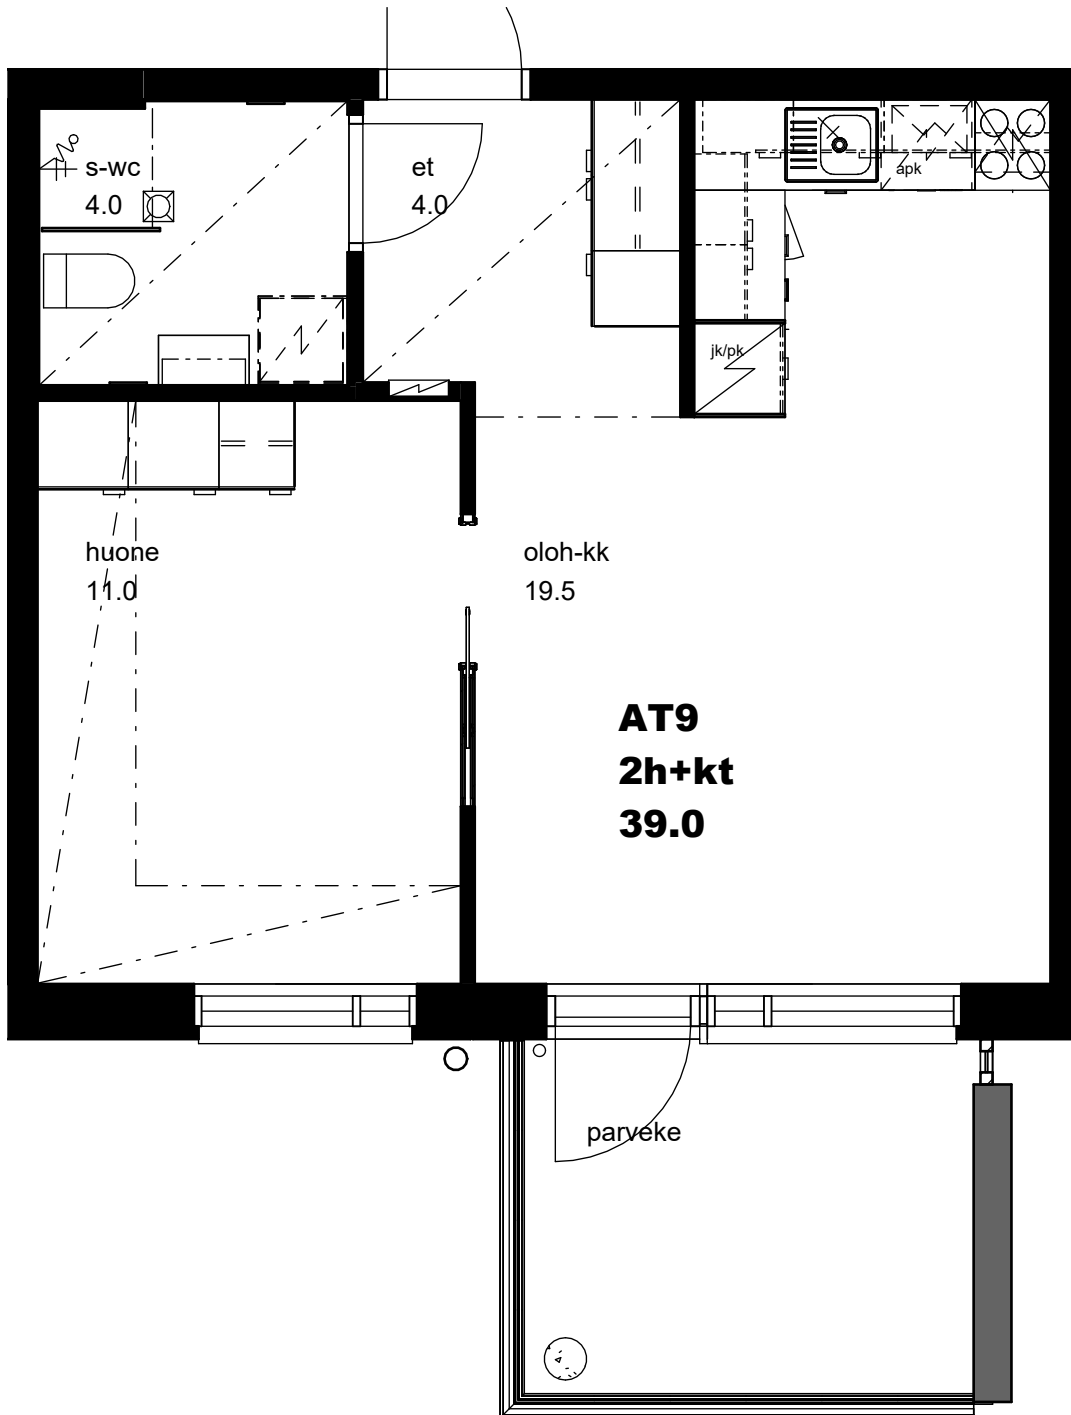 s-wc
4.0
et
4.0
apk
jk/pk
huone
11.0
oloh-kk
19.5
AT9
2h+kt
39.0
parveke